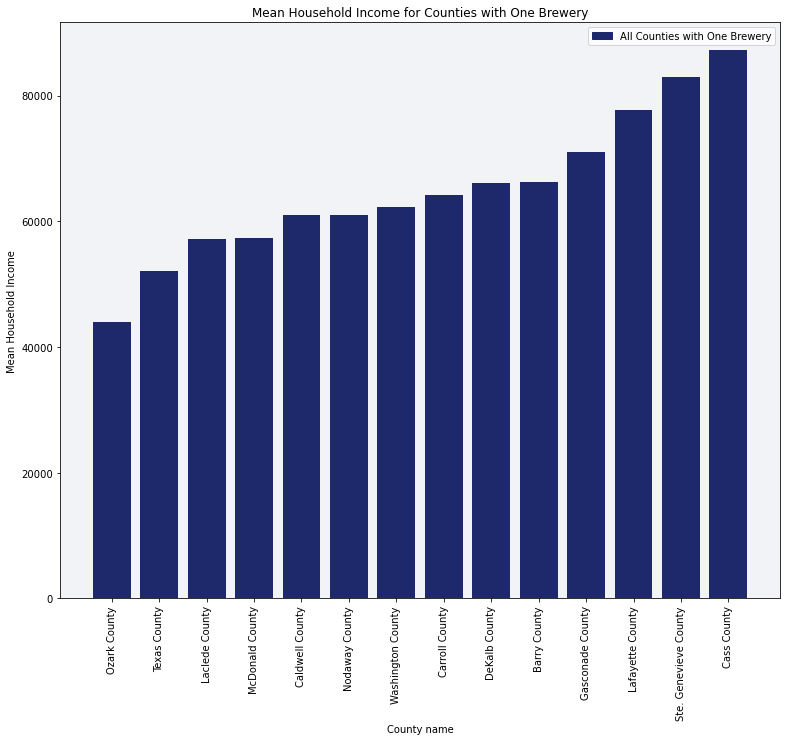 Mean Household Income for Counties with One Brewery
All Counties with One Brewery
Mean Household Income
80000
60000
40000
20000
0
Ozark County
Texas County
Laclede County
McDonald County
Caldwell County
Nodaway County
Washington County
Carroll County
DeKalb County
Barry County
Gasconade County
Lafayette County
Ste. Genevieve County
Cass County
County name